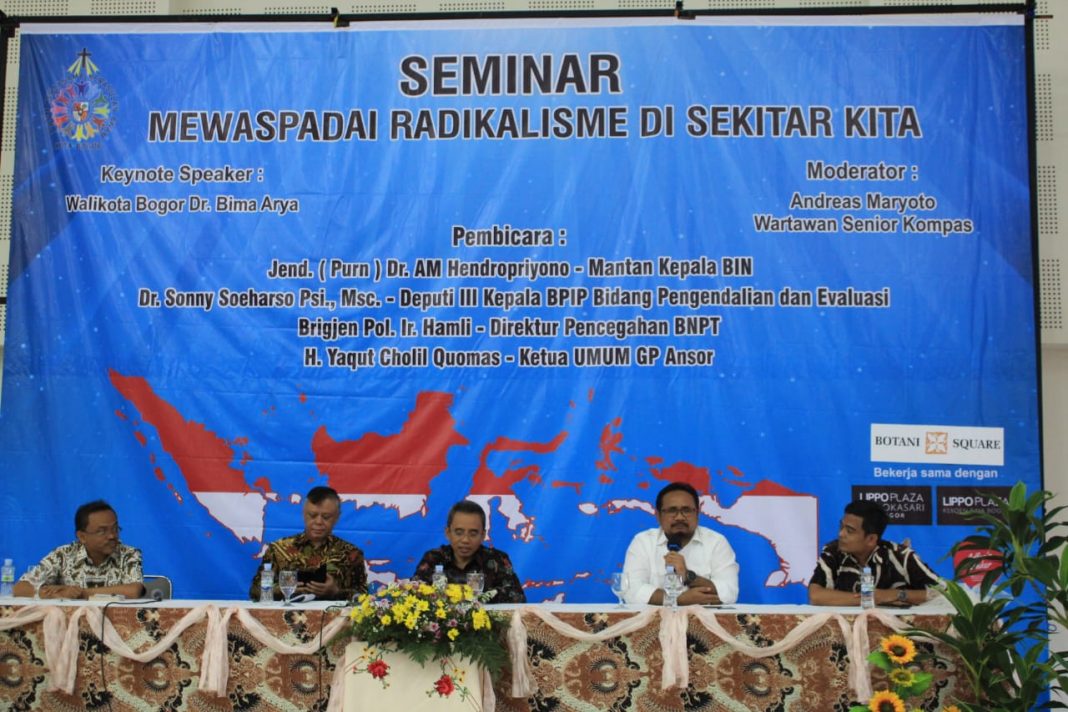 SEMINAR
MEWASPADAI RADIKALISME DI SEKITAR KITA
Keynote Speaker :
Walikota Bogor Dr. Bima Arya
Moderator :
Andreas Maryoto
Wartawan Senior Kompas
Pembicara :
Jend. ( Purn ) Dr. AM Hendropriyono - Mantan Kepala BIN
Dr. Sonny Soeharso Psi., Msc. - Deputi III Kepala BPIP Bidang Pengendalian dan Evaluasi
Brigjen Pol. Ir. Hamli - Direktur Pencegahan BNPT
H. Yaqut Cholil Quomas - Ketua UMUM GP Ansor
BOTANI SQUARE
Bekerja sama dengan
LIPPO PLAZA
LIPPO PLAZA